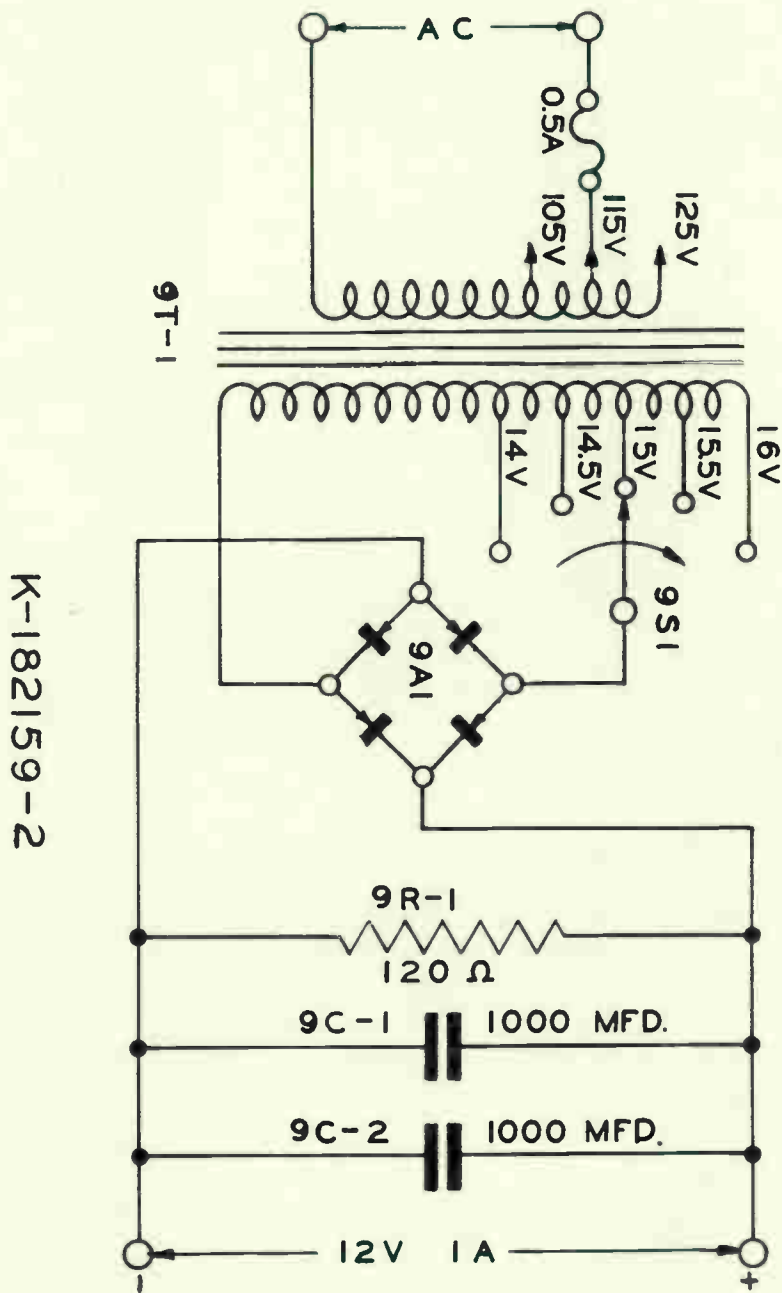 AC
0.5A
105V
115V
125V
9T-1
14V
14.5V
15V
15.5V
16V
9S1
9A1
K-182159-2
9R-1
120 Ω
9C-1
1000 MFD.
9C-2
1000 MFD.
- 12V 1A +